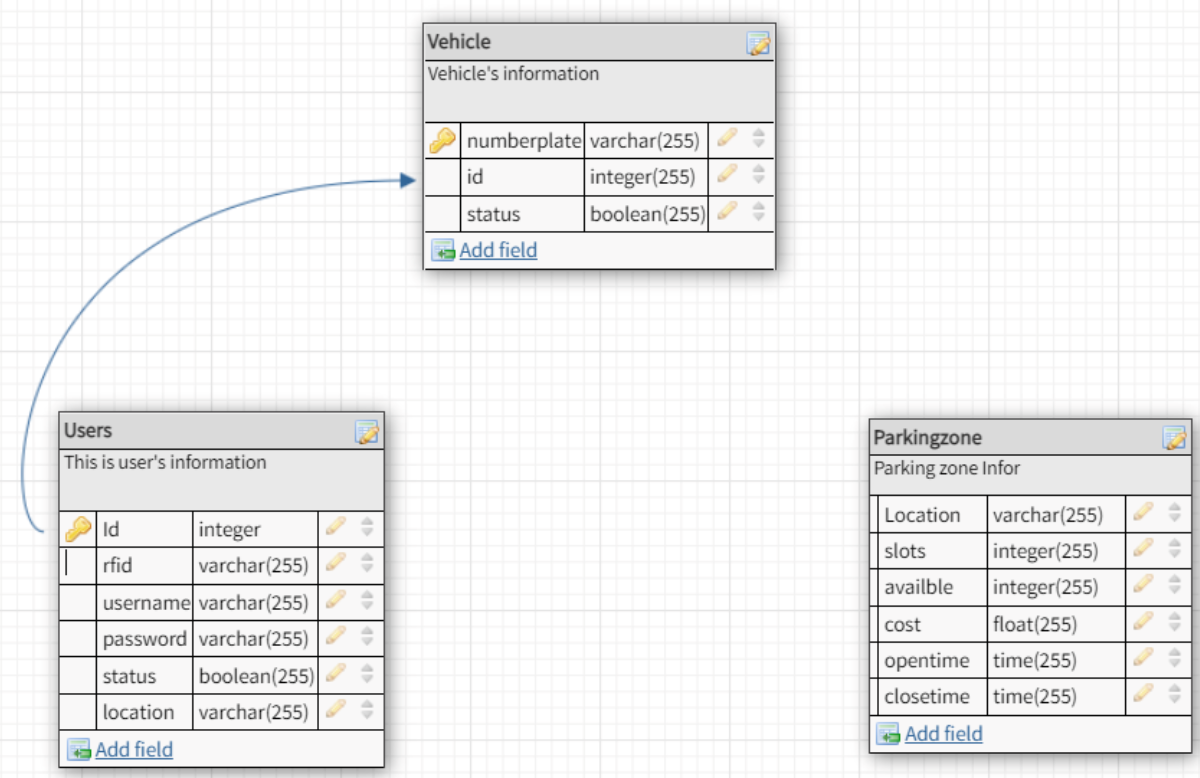 Vehicle
Vehicle's information
numberplate varchar(255)
id integer(255)
status boolean(255)
Add field
Users
This is user's information
Id integer
rfid varchar(255)
username varchar(255)
password varchar(255)
status boolean(255)
location varchar(255)
Add field
Parkingzone
Parking zone Infor
Location varchar(255)
slots integer(255)
availble integer(255)
cost float(255)
opentime time(255)
closetime time(255)
Add field